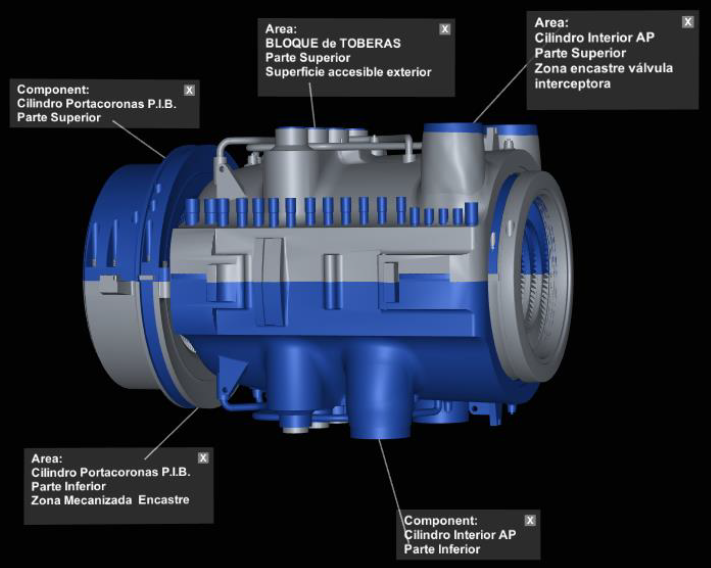 Area:
X
BLOQUE de TOBERAS
Parte Superior
Superficie accesible exterior
Area:
X
Cilindro Interior AP
Parte Superior
Zona encastre válvula
interceptora
Component:
X
Cilindro Portacoronas P.I.B.
Parte Superior
Area:
X
Cilindro Portacoronas P.I.B.
Parte Inferior
Zona Mecanizada Encastre
Component:
X
Cilindro Interior AP
Parte Inferior